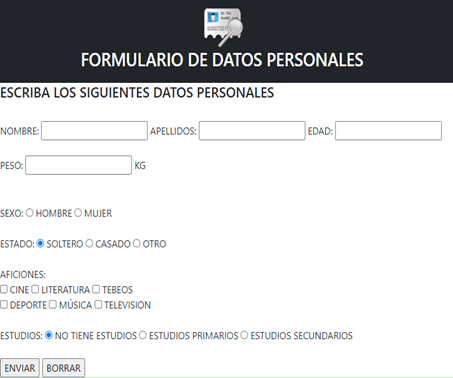 FORMULARIO DE DATOS PERSONALES
ESCRIBA LOS SIGUIENTES DATOS PERSONALES
NOMBRE: APELLIDOS: EDAD:
PESO: KG
SEXO: HOMBRE MUJER
ESTADO: SOLTERO CASADO OTRO
AFICIONES:
CINE LITERATURA TEBEOS
DEPORTE MÚSICA TELEVISION
ESTUDIOS: NO TIENE ESTUDIOS ESTUDIOS PRIMARIOS ESTUDIOS SECUNDARIOS
ENVIAR BORRAR